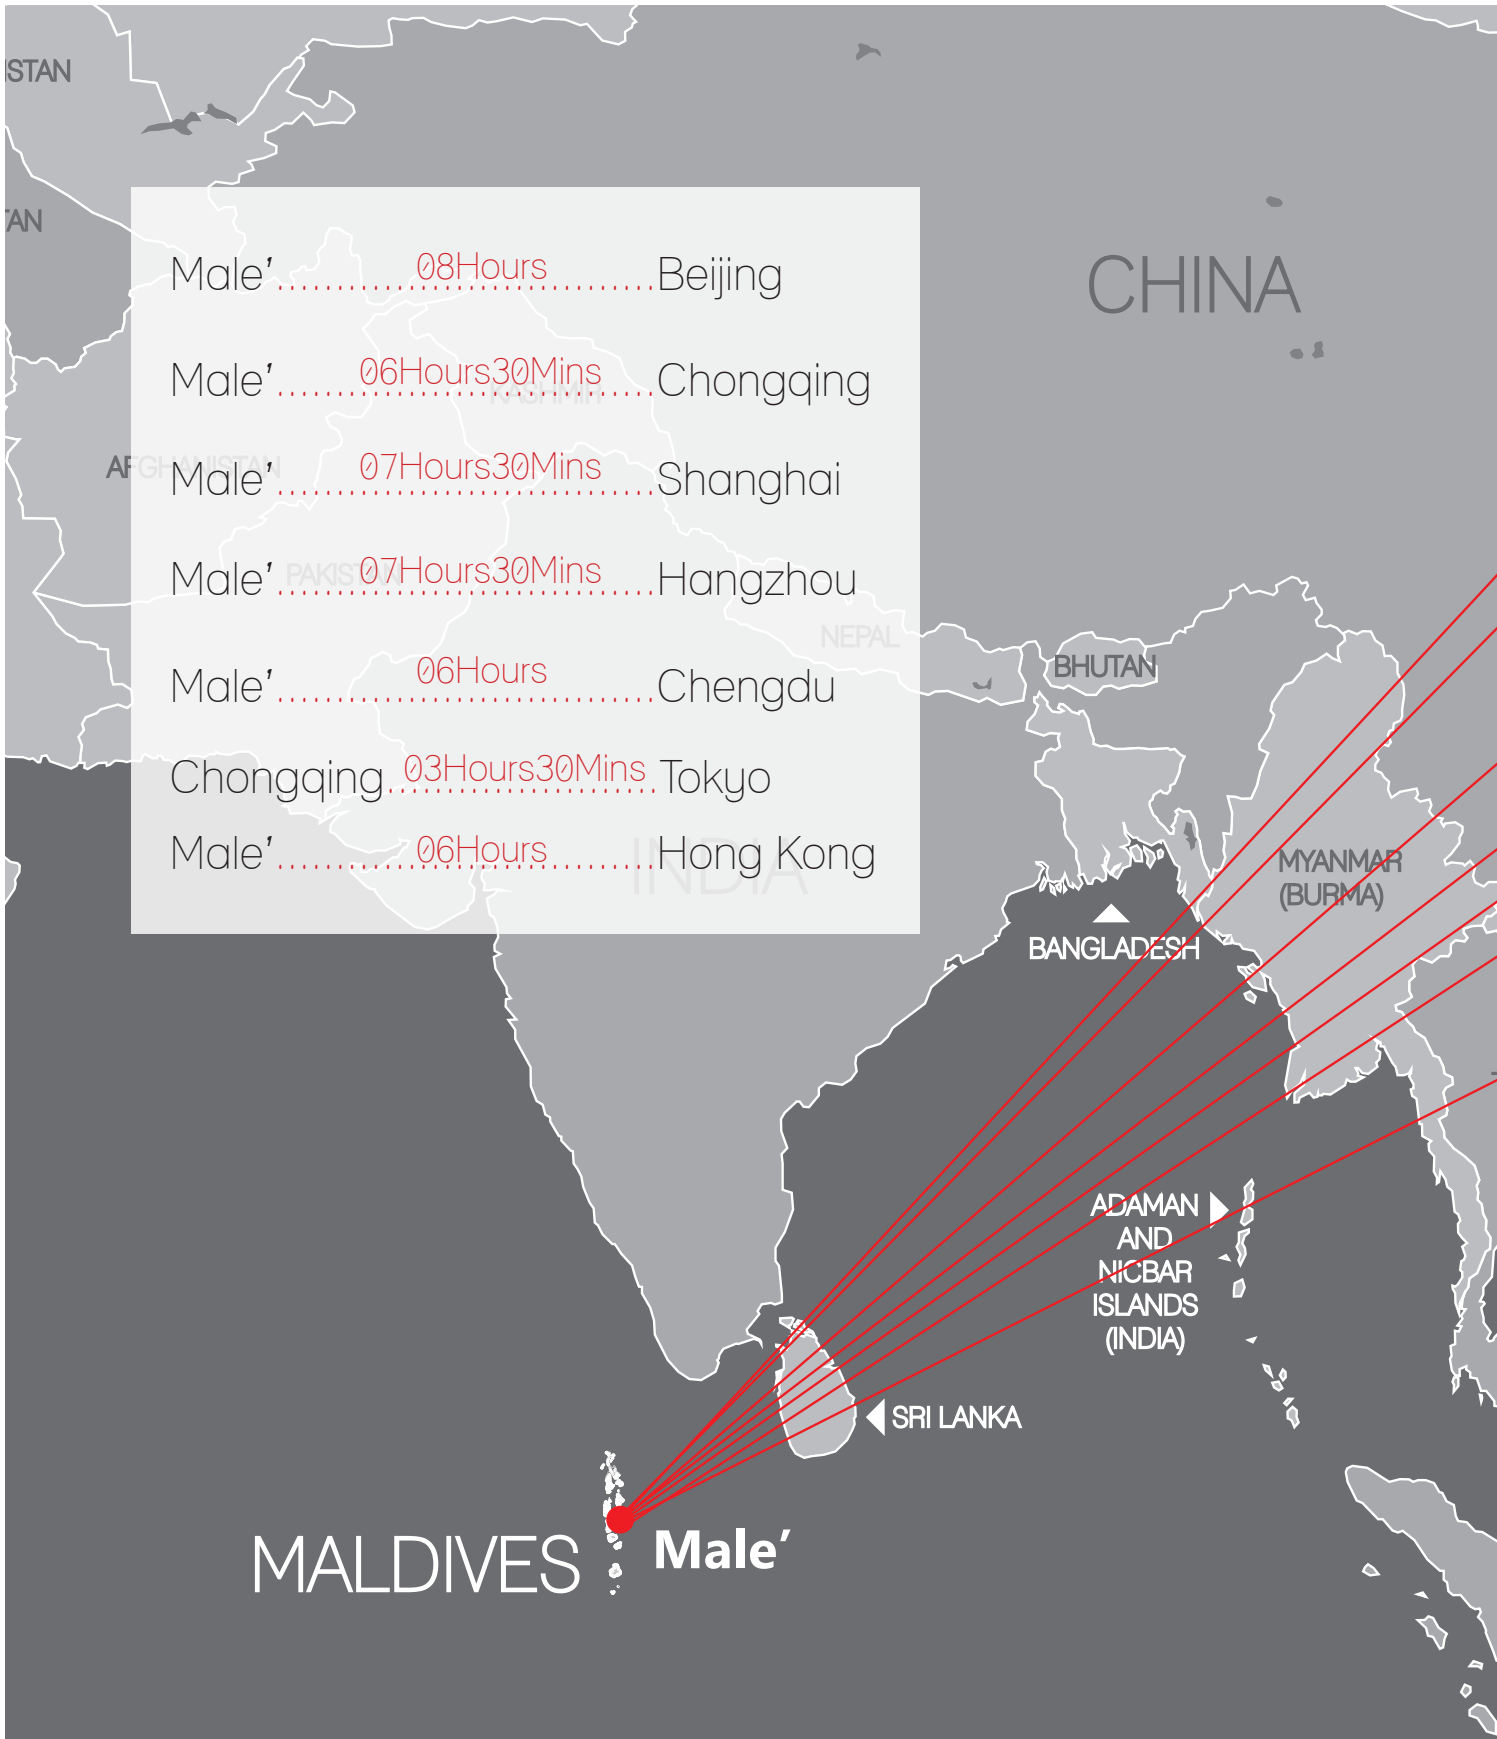 ISTAN
TAN
CHINA
Male’ 08Hours Beijing
Male’ 06Hours30Mins Chongqing
KASHMIR
AFGHANISTAN
Male’ 07Hours30Mins Shanghai
PAKISTAN
Male’ 07Hours30Mins Hangzhou
NEPAL
BHUTAN
Male’ 06Hours Chengdu
Chongqing 03Hours30Mins Tokyo
Male’ 06Hours Hong Kong
INDIA
MYANMAR
(BURMA)
BANGLADESH
ADAMAN
AND
NICBAR
ISLANDS
(INDIA)
SRI LANKA
MALDIVES
Male’